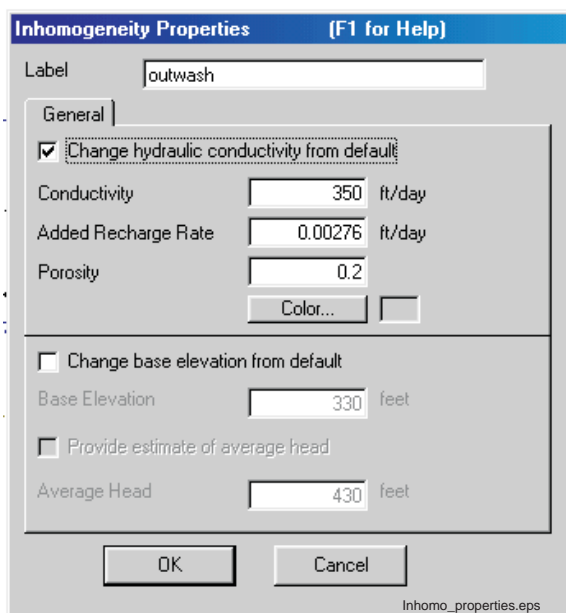 Inhomogeneity Properties (F1 for Help)
Label outwash
General
Change hydraulic conductivity from default
Conductivity 350 ft/day
Added Recharge Rate 0.00276 ft/day
Porosity 0.2
Color...
Change base elevation from default
Base Elevation 330 feet
Provide estimate of average head
Average Head 430 feet
OK Cancel
Inhomo_properties.eps